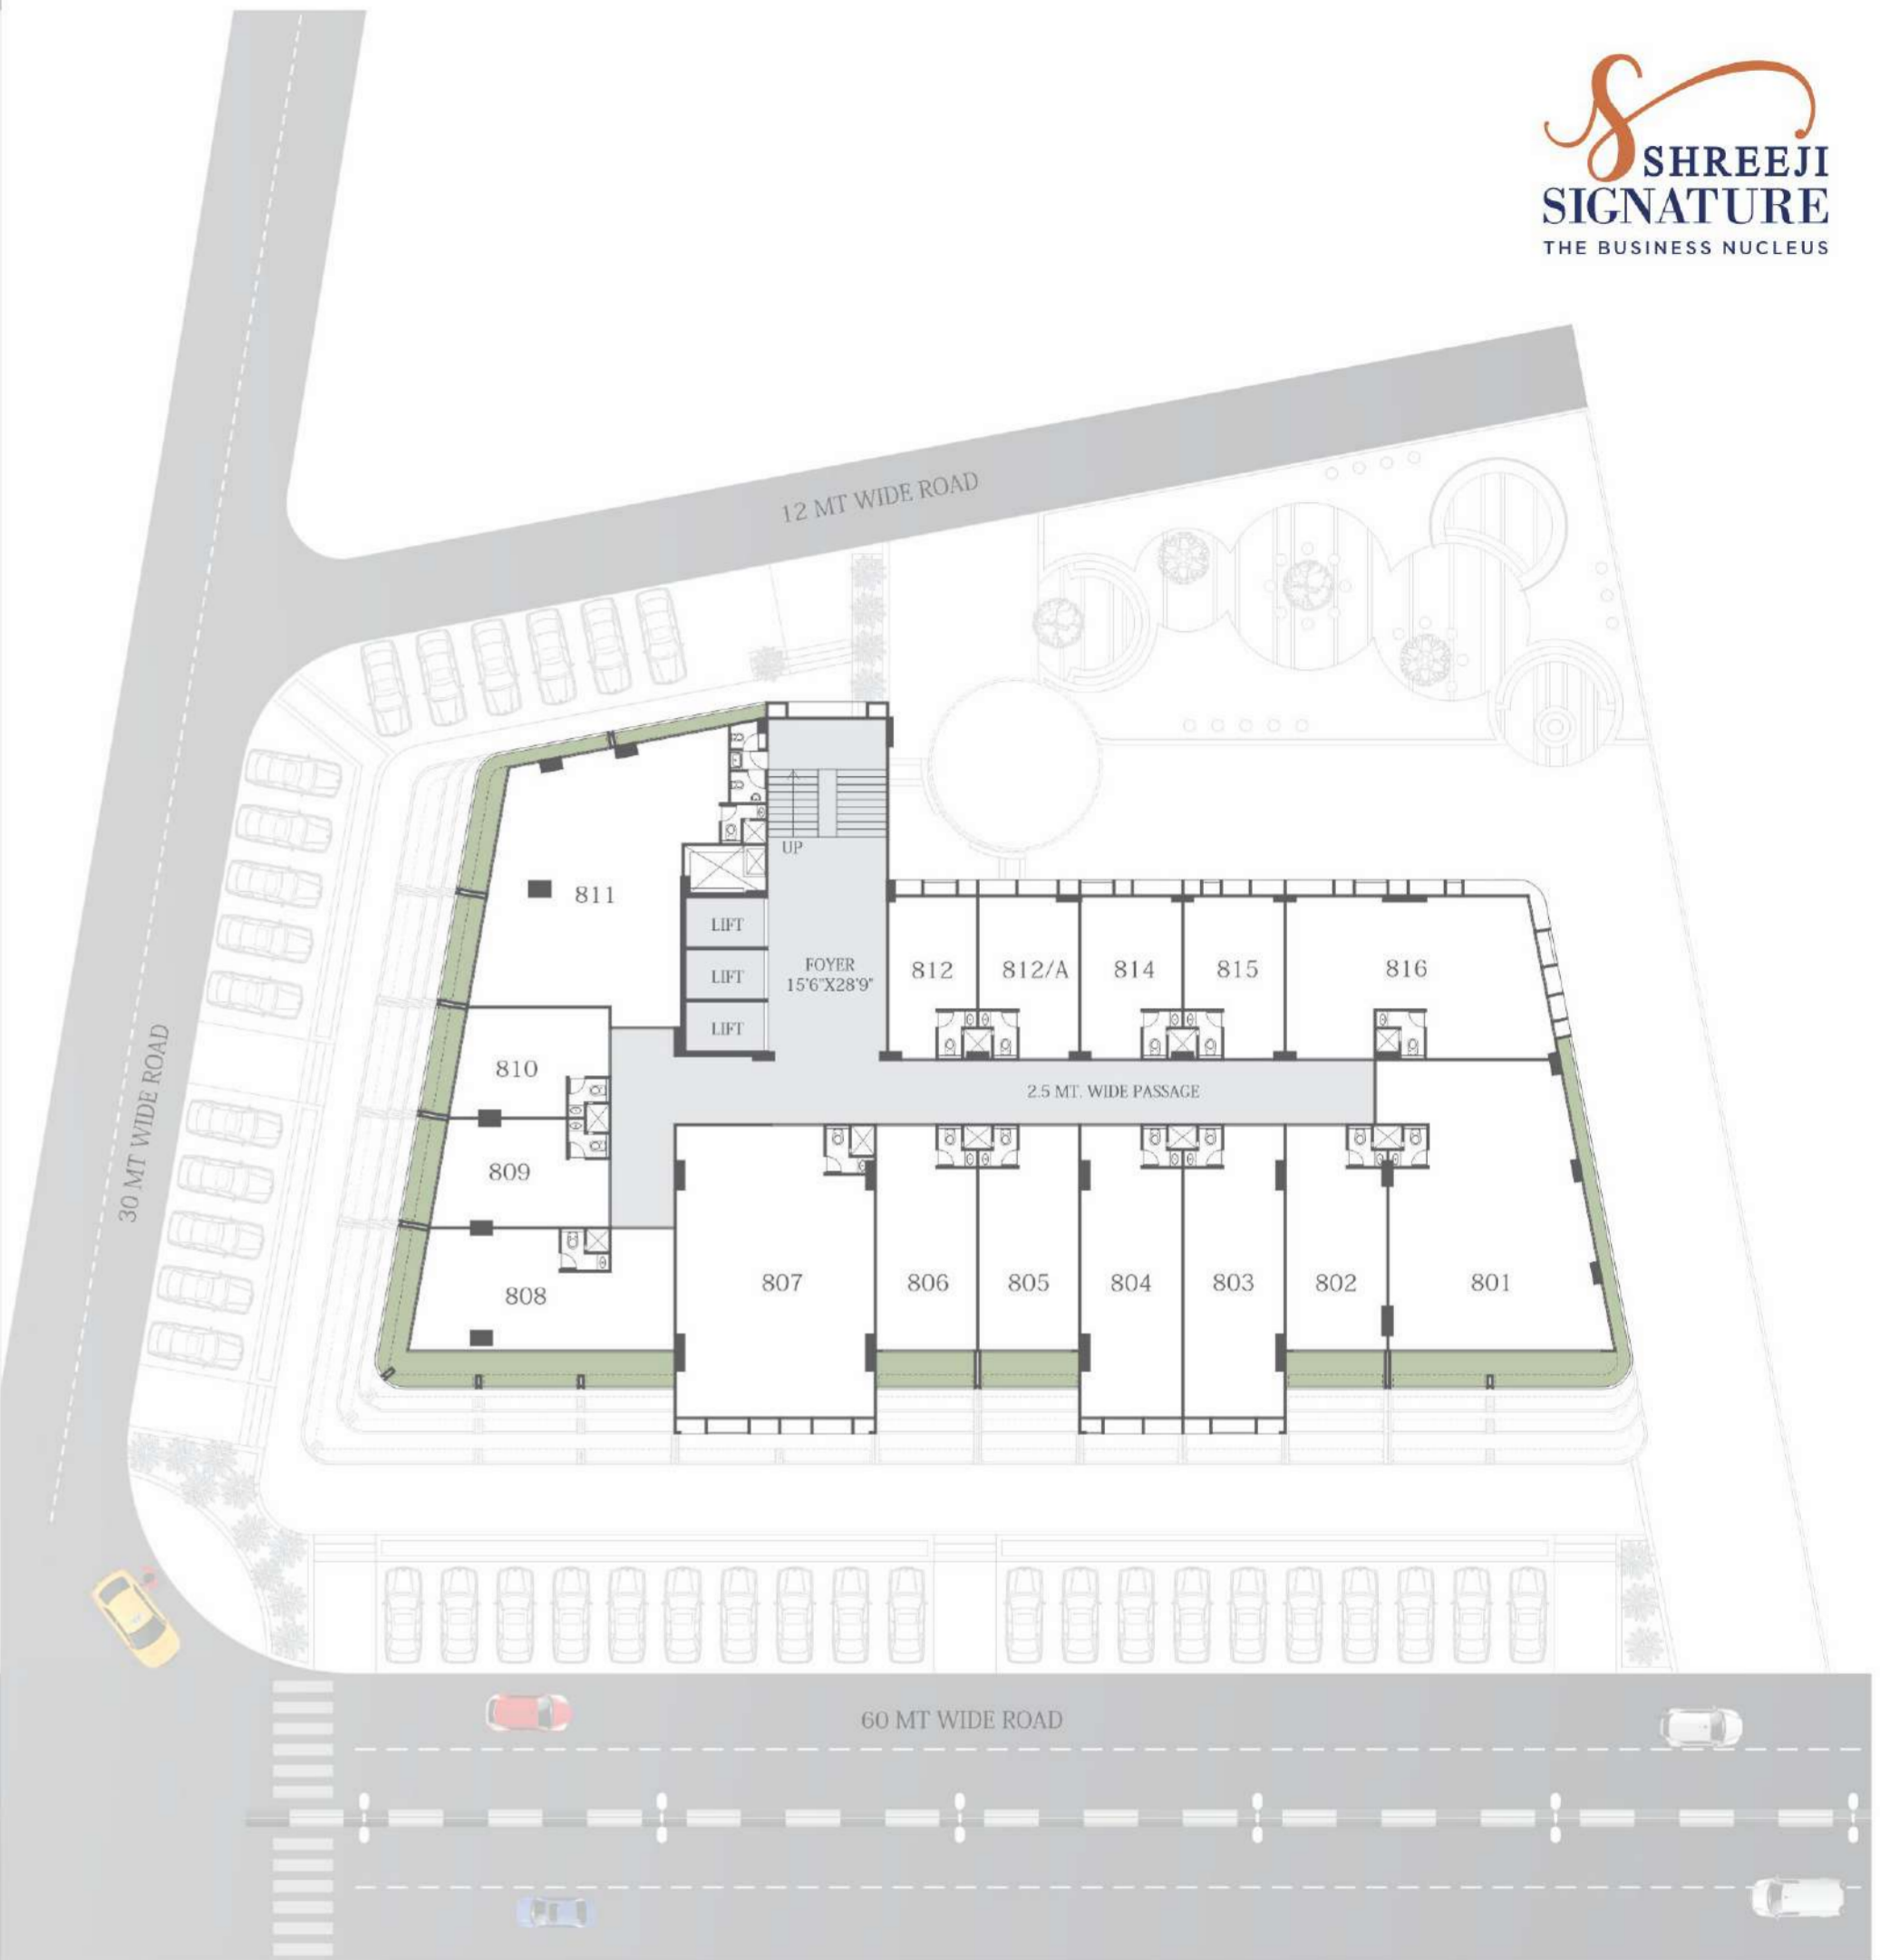 SHREEJI
SIGNATURE
THE BUSINESS NUCLEUS
12 MT WIDE ROAD
30 MT WIDE ROAD
UP
811
LIFT
LIFT
LIFT
FOYER
15'6"X28'9"
812
812/A
814
815
816
810
2.5 MT. WIDE PASSAGE
809
808
807
806
805
804
803
802
801
60 MT WIDE ROAD